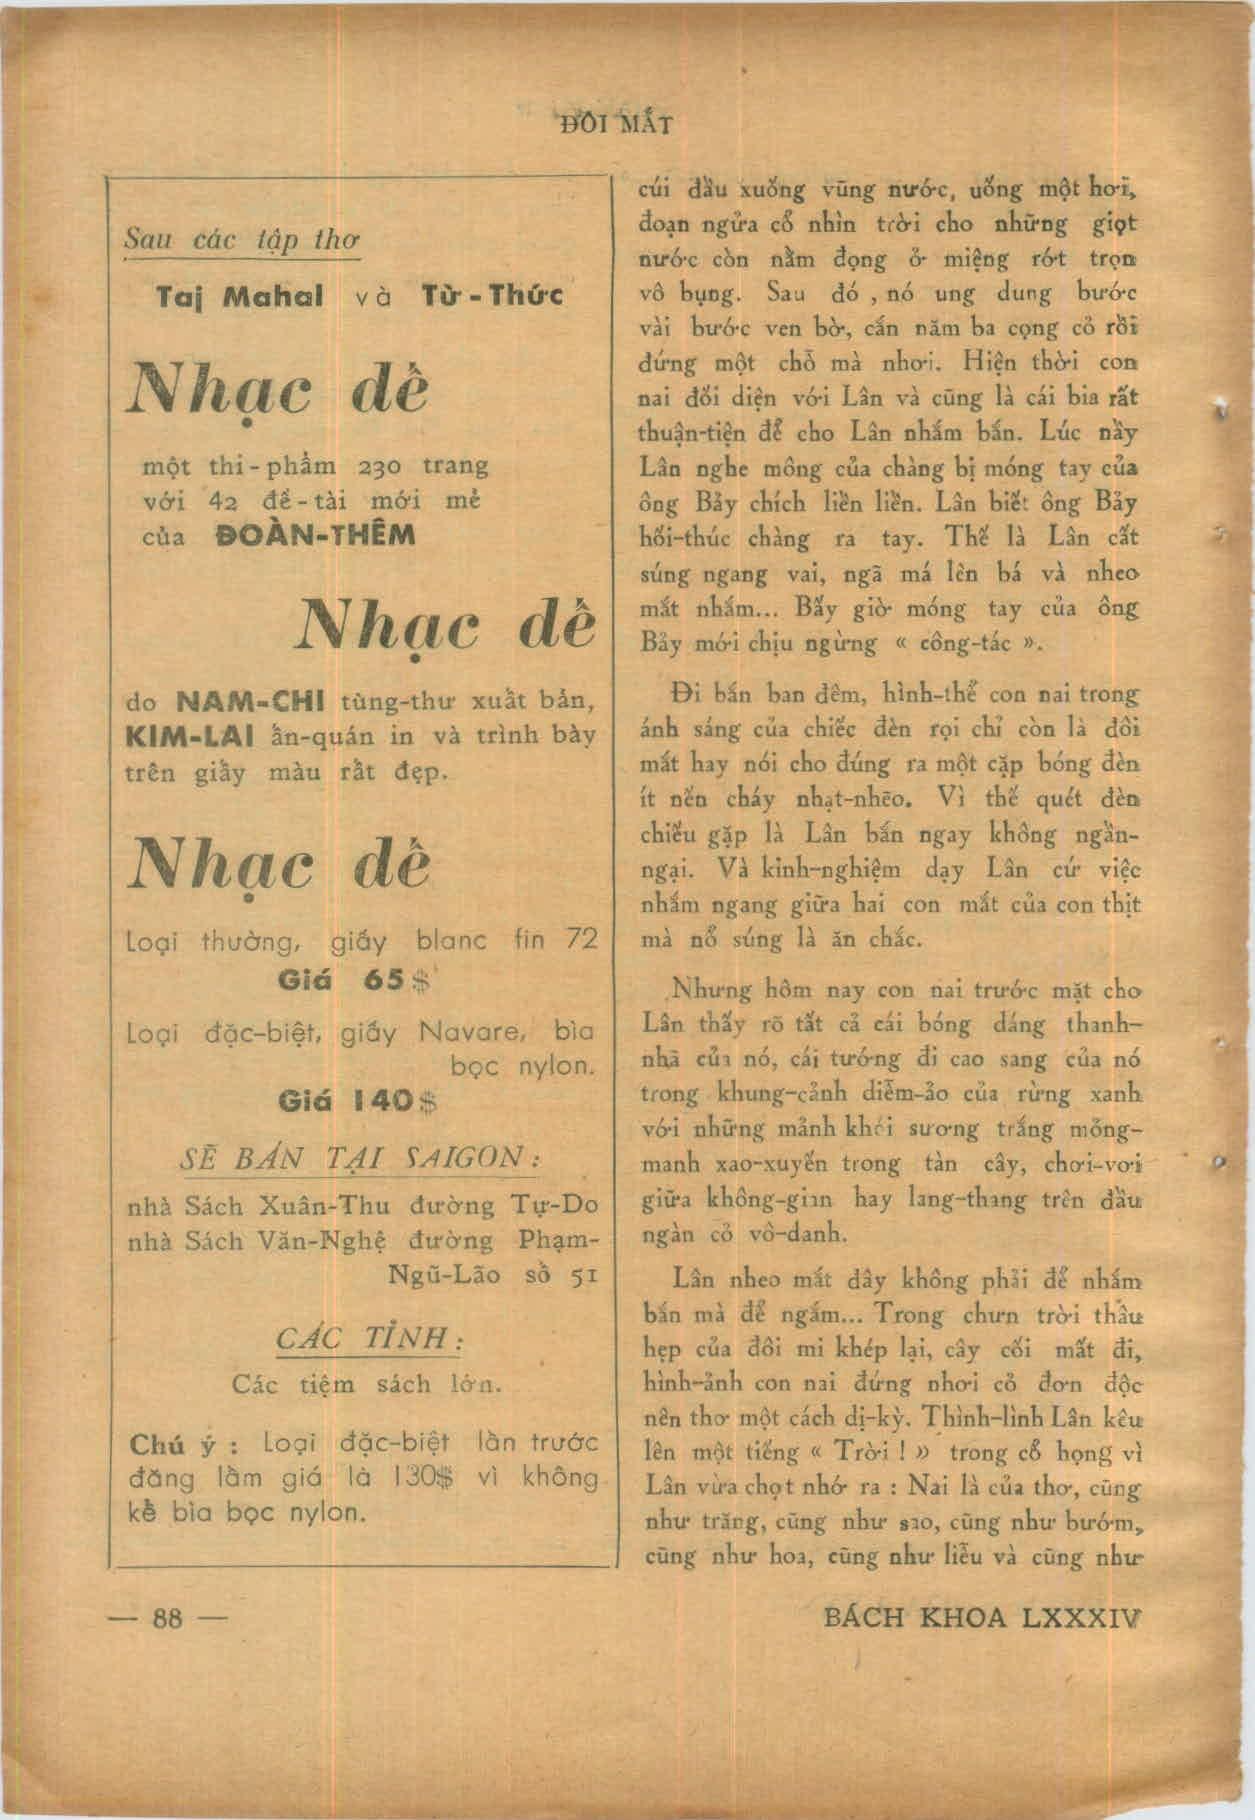 ĐÔI MẮT
Sau các tập thơ
Taj Mahal và Từ-Thức
Nhạc dế
một thi-phẩm 230 trang
với 42 đề-tài mới mẻ
của ĐOÀN-THÊM
Nhạc dế
do NAM-CHI tùng-thư xuất bản,
KIM-LAI ấn-quán in và trình bày
trên giấy màu rất đẹp.
Nhạc dế
Loại thường, giấy blanc fin 72
Giá 65$
Loại đặc-biệt, giấy Navare, bìa
bọc nylon.
Giá 140$
SẼ BÁN TẠI SAIGON :
nhà Sách Xuân-Thu đường Tự-Do
nhà Sách Văn-Nghệ đường Phạm-
Ngũ-Lão số 51
CÁC TỈNH :
Các tiệm sách lớn.
Chú ý : Loại đặc-biệt lần trước
đăng lầm giá là 130$ vì không
kể bìa bọc nylon.
cúi đầu xuống vũng nước, uống một hơi,
đoạn ngửa cổ nhìn trời cho những giọt
nước còn nằm đọng ở miệng rớt trọn
vô bụng. Sau đó , nó ung dung bước
vài bước ven bờ, cắn năm ba cọng cỏ rồi
đứng một chỗ mà nhơi. Hiện thời con
nai đối diện với Lân và cũng là cái bia rất
thuận-tiện để cho Lân nhắm bắn. Lúc nầy
Lân nghe mông của chàng bị móng tay của
ông Bảy chích liền liền. Lân biết ông Bảy
hối-thúc chàng ra tay. Thế là Lân cất
súng ngang vai, ngã má lên bá và nheo
mắt nhắm... Bấy giờ móng tay của ông
Bảy mới chịu ngừng « công-tác ».
Đi bắn ban đêm, hình-thể con nai trong
ánh sáng của chiếc đèn rọi chỉ còn là đôi
mắt hay nói cho đúng ra một cặp bóng đèn
ít nến cháy nhạt-nhẽo. Vì thế quét đèn
chiếu gặp là Lân bắn ngay không ngần-
ngại. Và kinh-nghiệm dạy Lân cứ việc
nhắm ngang giữa hai con mắt của con thịt
mà nổ súng là ăn chắc.
Nhưng hôm nay con nai trước mặt cho
Lân thấy rõ tất cả cái bóng dáng thanh-
nhã của nó, cái tướng đi cao sang của nó
trong khung-cảnh diễm-ảo của rừng xanh
với những mảnh khói sương trắng mỏng-
manh xao-xuyến trong tàn cây, chơi-vơi
giữa không-gian hay lang-thang trên đầu
ngàn cỏ vô-danh.
Lân nheo mắt đây không phải để nhắm
bắn mà để ngắm... Trong chưn trời thâu
hẹp của đôi mi khép lại, cây cối mất đi,
hình-ảnh con nai đứng nhơi cỏ đơn độc
nên thơ một cách dị-kỳ. Thình-lình Lân kêu
lên một tiếng « Trời ! » trong cổ họng vì
Lân vừa chợt nhớ ra : Nai là của thơ, cũng
như trăng, cũng như sao, cũng như bướm,
cũng như hoa, cũng như liễu và cũng như
— 88 —
BÁCH KHOA LXXXIV